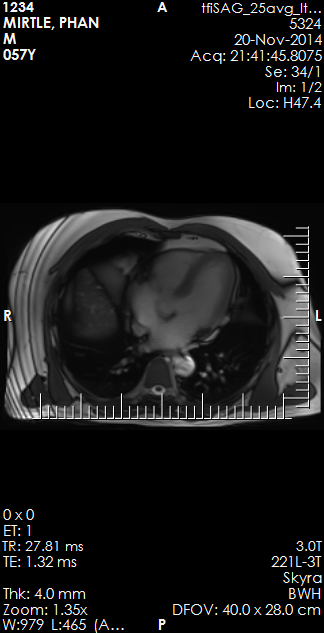 1234
A
tfiSAG_25avg_lt...
MIRTLE, PHAN
5324
M
20-Nov-2014
057Y
Acq: 21:41:45.8075
Se: 34/1
Im: 1/2
Loc: H47.4
R
L
0 x 0
ET: 1
TR: 27.81 ms
3.0T
TE: 1.32 ms
221L-3T
Skyra
Thk: 4.0 mm
BWH
Zoom: 1.35x
DFOV: 40.0 x 28.0 cm
W:979 L:465 (A...
P